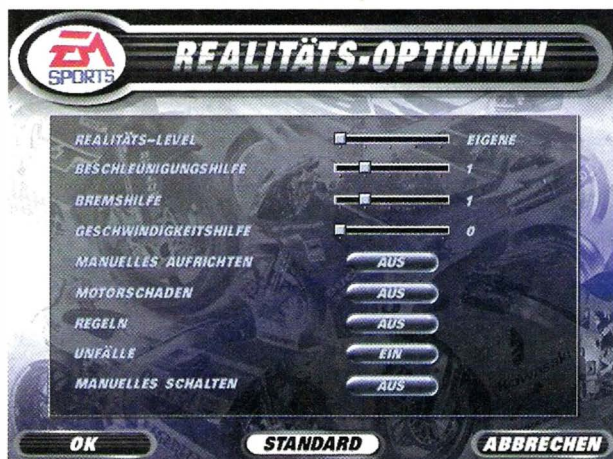 EA
SPORTS
REALITÄTS-OPTIONEN
REALITÄTS-LEVEL EIGENE
BESCHLEUNIGUNGSHILFE 1
BREMSHILFE 1
GESCHWINDIGKEITSHILFE 0
MANUELLES AUFRICHTEN AUS
MOTORSCHADEN AUS
REGELN AUS
UNFÄLLE EIN
MANUELLES SCHALTEN AUS
OK STANDARD ABBRECHEN